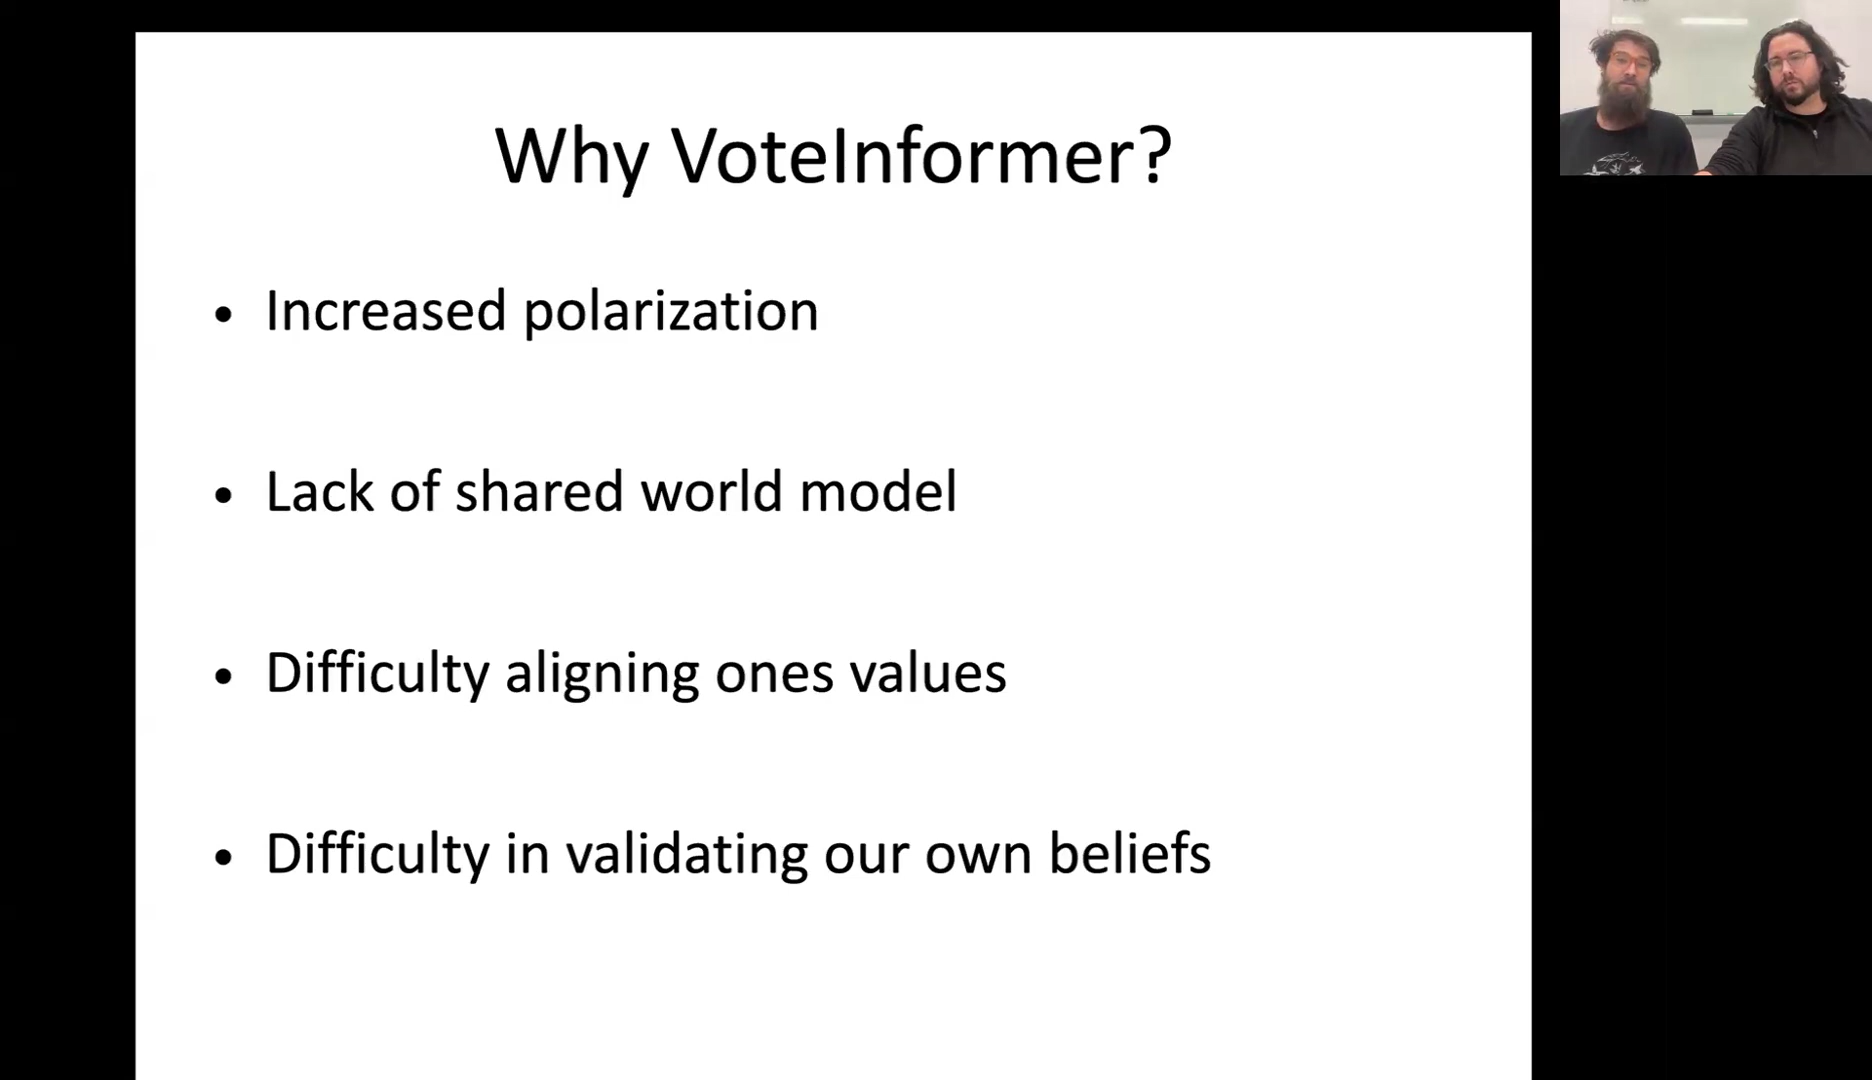 Why VoteInformer?
• Increased polarization
• Lack of shared world model
• Difficulty aligning ones values
• Difficulty in validating our own beliefs